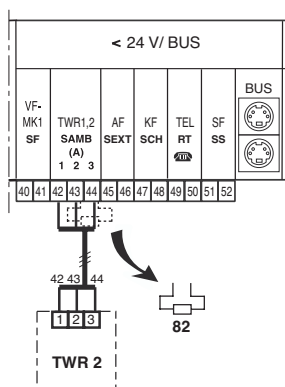 < 24 V/ BUS
BUS
VF- TWR1,2 AF KF TEL SF
MK1 SAMB SEXT SCH RT SS
SF (A)
1 2 3
40 41 42 43 44 45 46 47 48 49 50 51 52
42 43 44
1 2 3
82
TWR 2